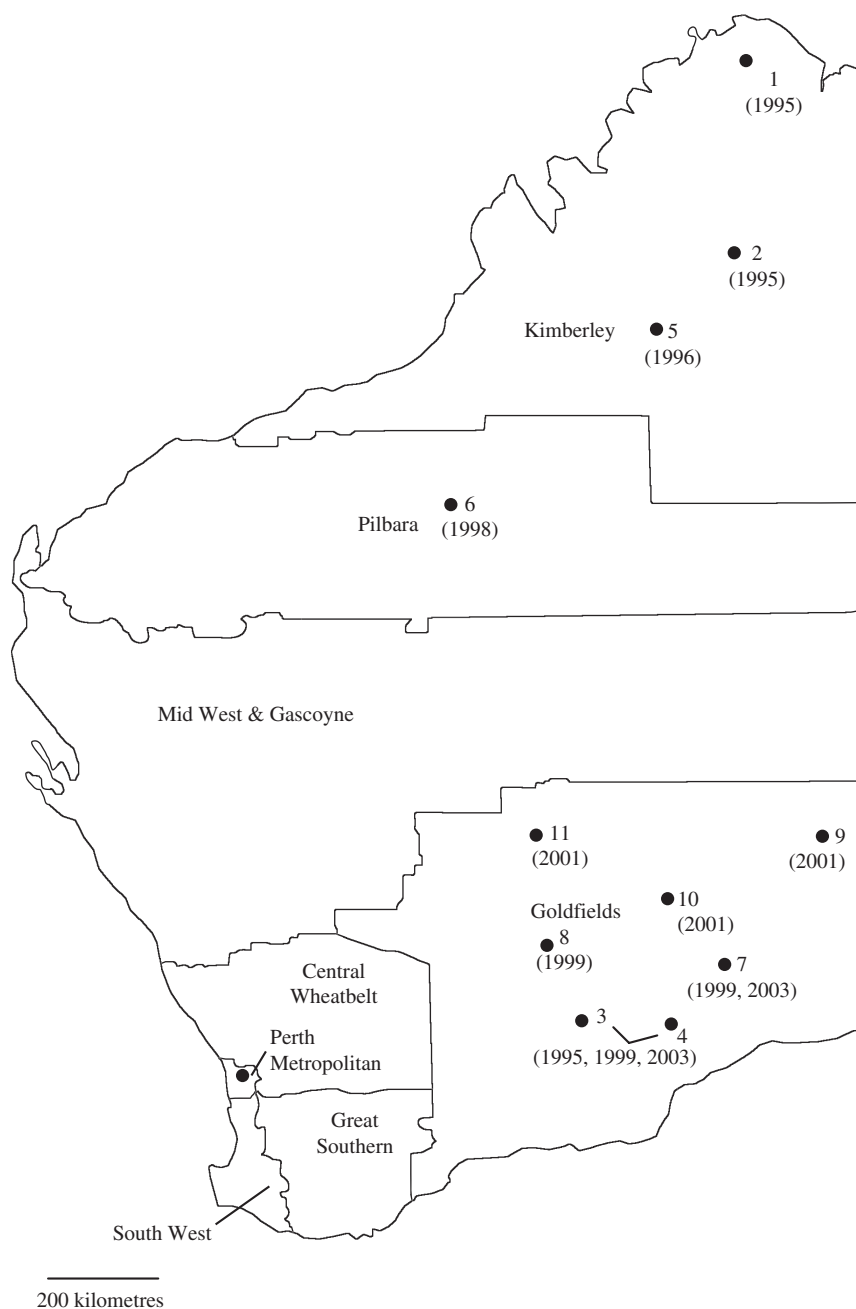 1
(1995)
2
(1995)
Kimberley
5
(1996)
6
Pilbara
(1998)
Mid West & Gascoyne
11
(2001)
9
(2001)
10
Goldfields
(2001)
8
(1999)
7
(1999, 2003)
Central
Wheatbelt
3
4
(1995, 1999, 2003)
Perth
Metropolitan
Great
Southern
South West
200 kilometres